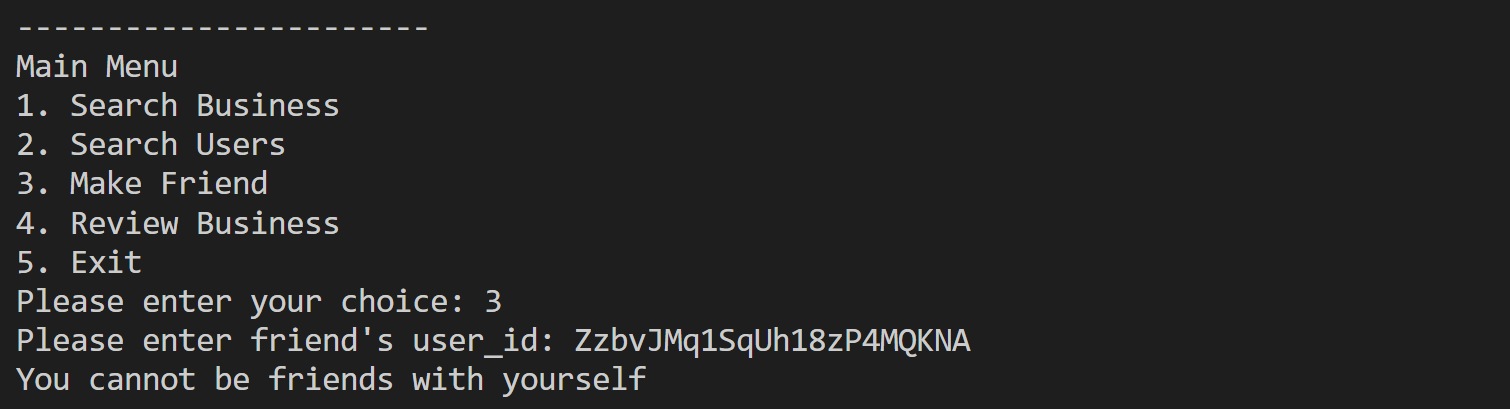 -----------------------
Main Menu
1. Search Business
2. Search Users
3. Make Friend
4. Review Business
5. Exit
Please enter your choice: 3
Please enter friend's user_id: ZzbvJMq1SqUh18zP4MQKNA
You cannot be friends with yourself